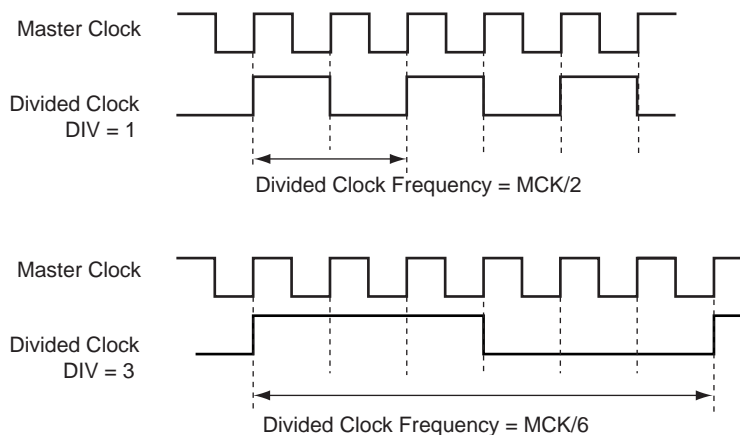 Master Clock
Divided Clock
DIV = 1
Divided Clock Frequency = MCK/2
Master Clock
Divided Clock
DIV = 3
Divided Clock Frequency = MCK/6